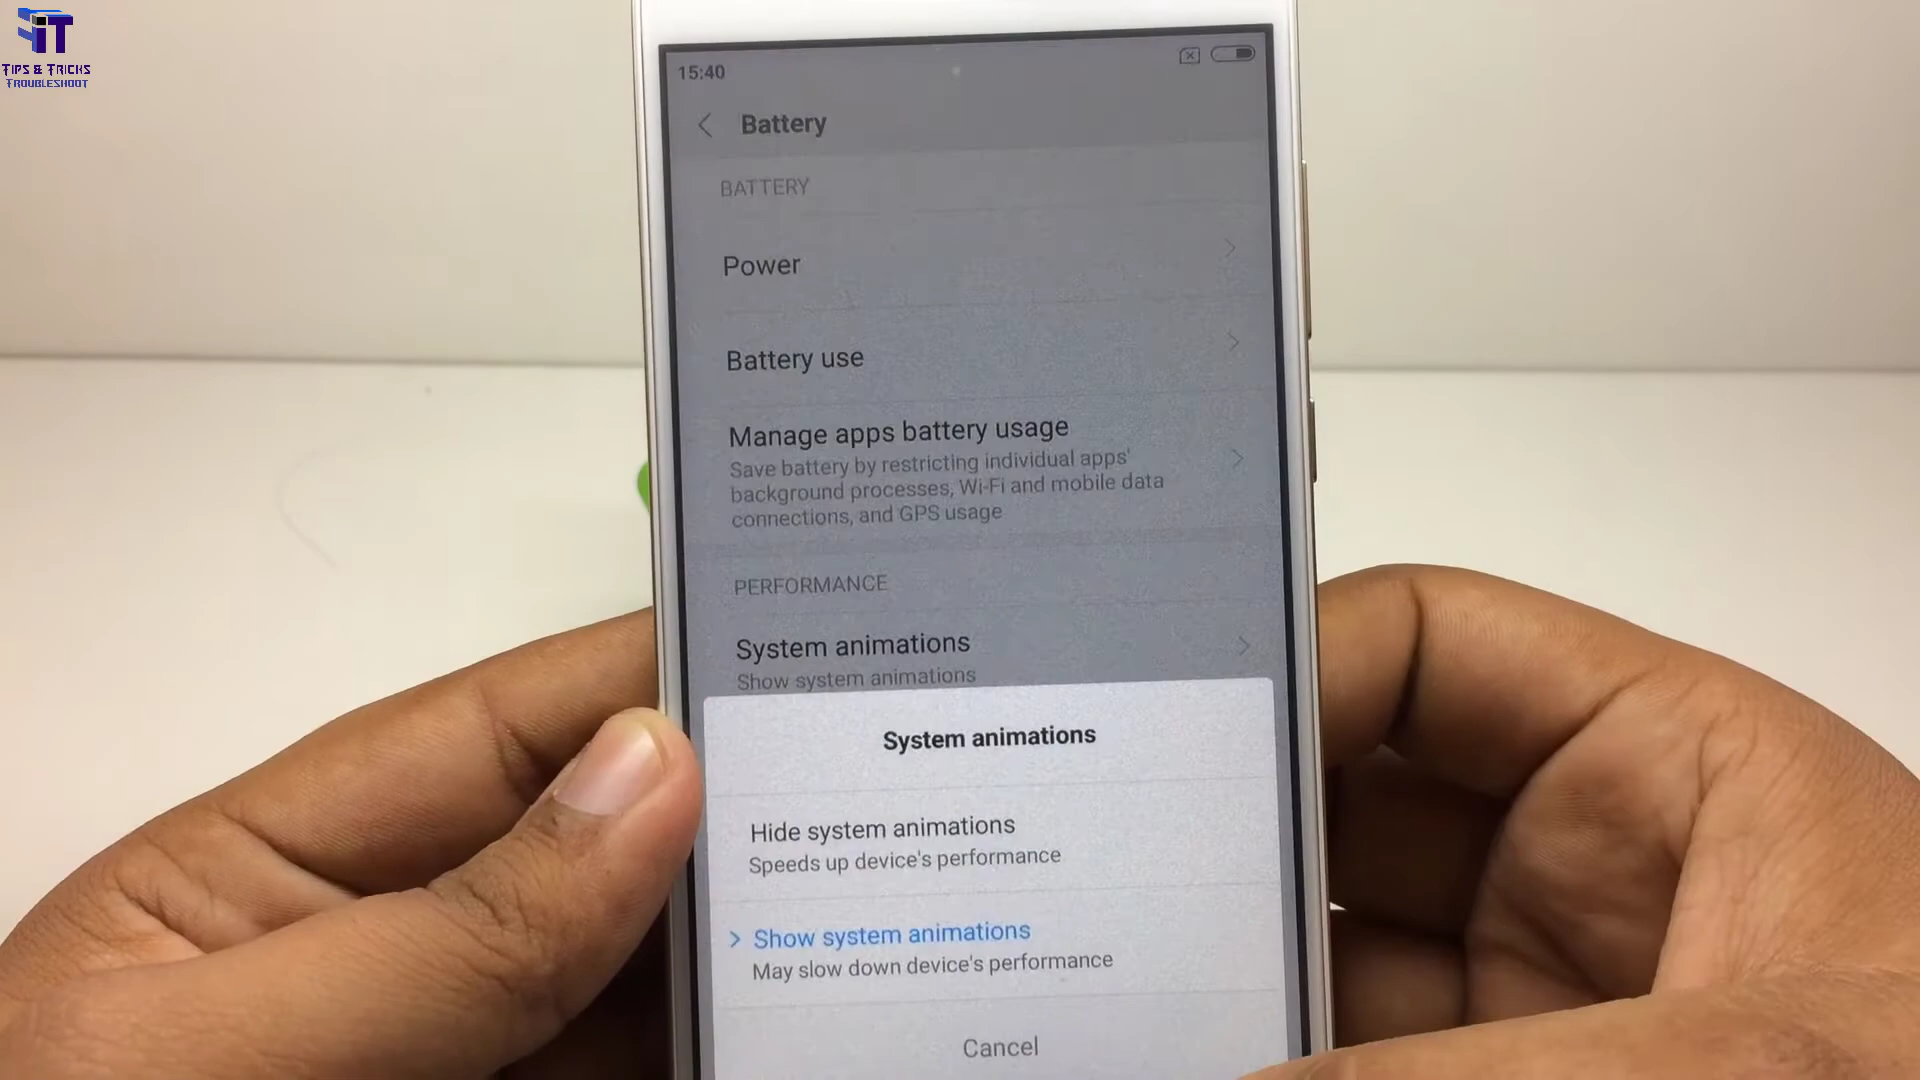 iT
TIPS & TRICKS
TROUBLESHOOT
15:40
Battery
BATTERY
Power
Battery use
Manage apps battery usage
Save battery by restricting individual apps'
background processes, Wi-Fi and mobile data
connections, and GPS usage
PERFORMANCE
System animations
Show system animations
System animations
Hide system animations
Speeds up device's performance
Show system animations
May slow down device's performance
Cancel